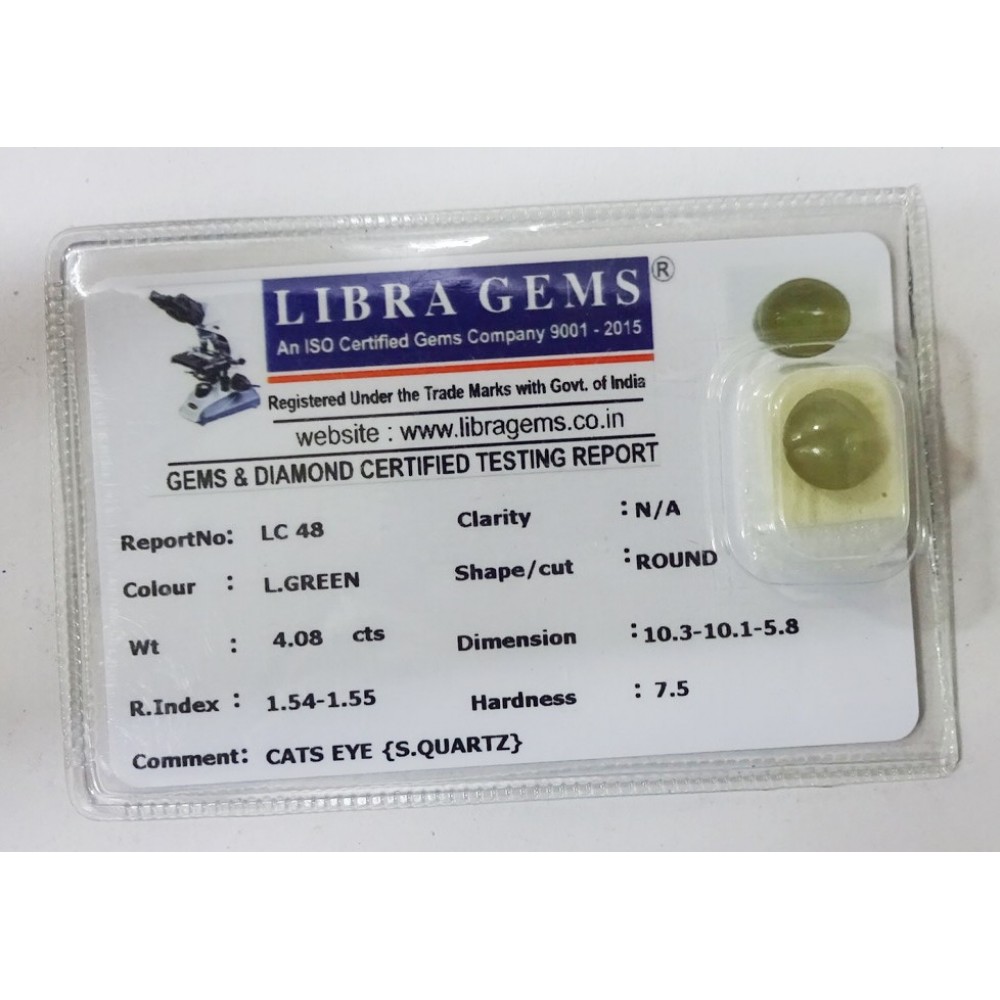 LIBRA GEMS ®
An ISO Certified Gems Company 9001 - 2015
Registered Under the Trade Marks with Govt. of India
website : www.libragems.co.in
GEMS & DIAMOND CERTIFIED TESTING REPORT
ReportNo: LC 48 Clarity : N/A
Colour : L.GREEN Shape/cut : ROUND
Wt : 4.08 cts Dimension : 10.3-10.1-5.8
R.Index : 1.54-1.55 Hardness : 7.5
Comment: CATS EYE {S.QUARTZ}